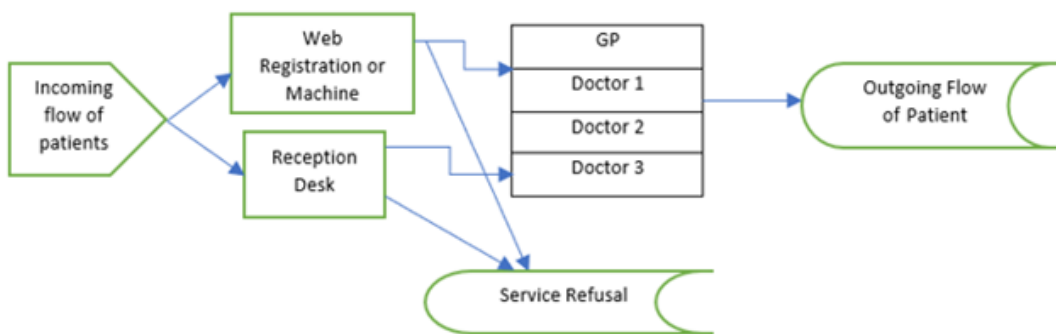 Incoming
flow of
patients
Web
Registration or
Machine
Reception
Desk
GP
Doctor 1
Doctor 2
Doctor 3
Outgoing Flow
of Patient
Service Refusal